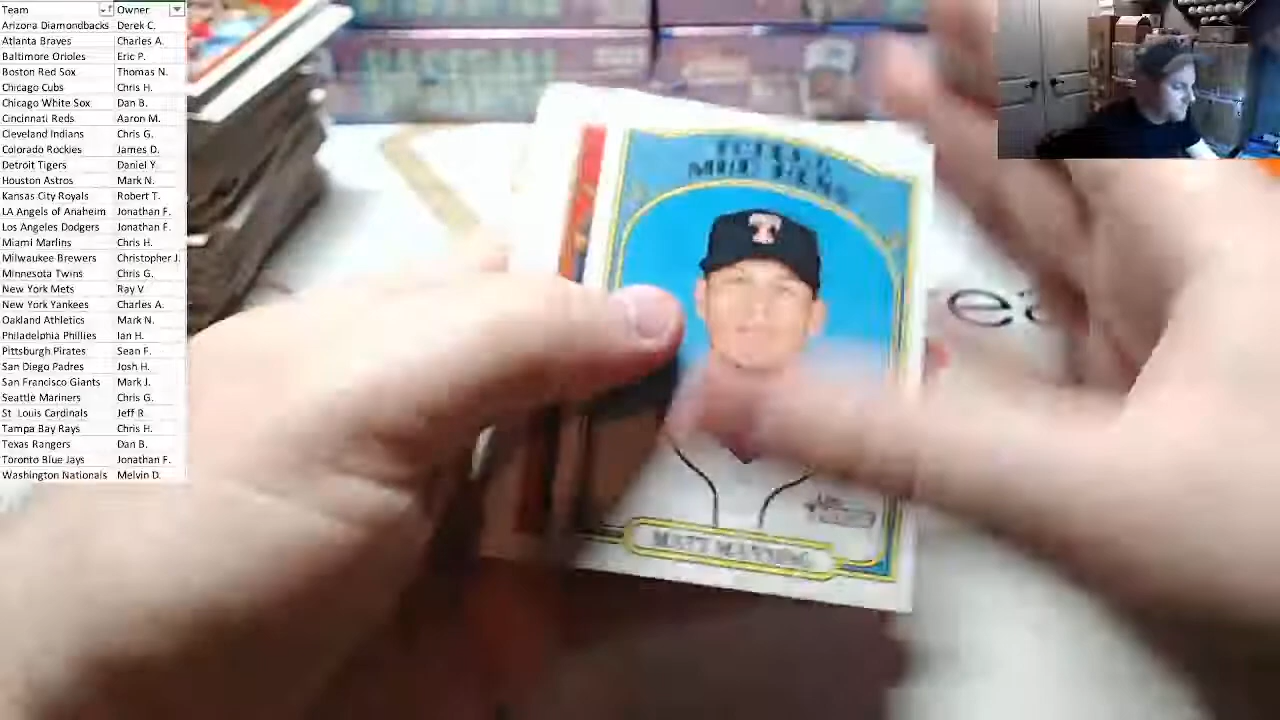 Team Owner
Arizona Diamondbacks Derek C.
Atlanta Braves Charles A.
Baltimore Orioles Eric P.
Boston Red Sox Thomas N.
Chicago Cubs Chris H.
Chicago White Sox Dan B.
Cincinnati Reds Aaron M.
Cleveland Indians Chris G.
Colorado Rockies James D.
Detroit Tigers Daniel Y.
Houston Astros Mark N.
Kansas City Royals Robert T.
LA Angels of Anaheim Jonathan F.
Los Angeles Dodgers Jonathan F.
Miami Marlins Chris H.
Milwaukee Brewers Christopher J.
Minnesota Twins Chris G.
New York Mets Ray V
New York Yankees Charles A.
Oakland Athletics Mark N.
Philadelphia Phillies Ian H.
Pittsburgh Pirates Sean F.
San Diego Padres Josh H.
San Francisco Giants Mark J.
Seattle Mariners Chris G.
St Louis Cardinals Jeff R.
Tampa Bay Rays Chris H.
Texas Rangers Dan B.
Toronto Blue Jays Jonathan F.
Washington Nationals Melvin D.
TOLEDO
MUD HENS
T
MATT MANNING